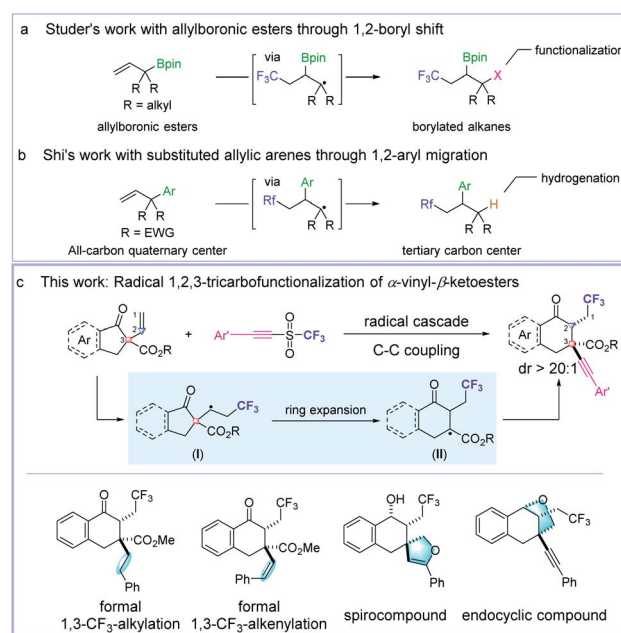 a Studer's work with allylboronic esters through 1,2-boryl shift
Bpin
R R
R = alkyl
allylboronic esters
via
Bpin
F₃C
R R
Bpin
F₃C
X
R R
functionalization
borylated alkanes
b Shi's work with substituted allylic arenes through 1,2-aryl migration
Ar
R R
R = EWG
All-carbon quaternary center
via
Ar
Rf
R R
Ar
Rf
H
R R
hydrogenation
tertiary carbon center
c This work: Radical 1,2,3-tricarbofunctionalization of α-vinyl-β-ketoesters
Ar
O
1
2
3
CO₂R
+
Ar'
O
S
O
CF₃
radical cascade
C-C coupling
Ar
O
CF₃
1
2
3
CO₂R
Ar'
dr > 20:1
O
CF₃
CO₂R
(I)
ring expansion
O
CF₃
CO₂R
(II)
O
CF₃
CO₂Me
Ph
formal
1,3-CF₃-alkylation
O
CF₃
CO₂Me
Ph
formal
1,3-CF₃-alkenylation
OH
CF₃
O
Ph
spirocompound
O
CF₃
Ph
endocyclic compound